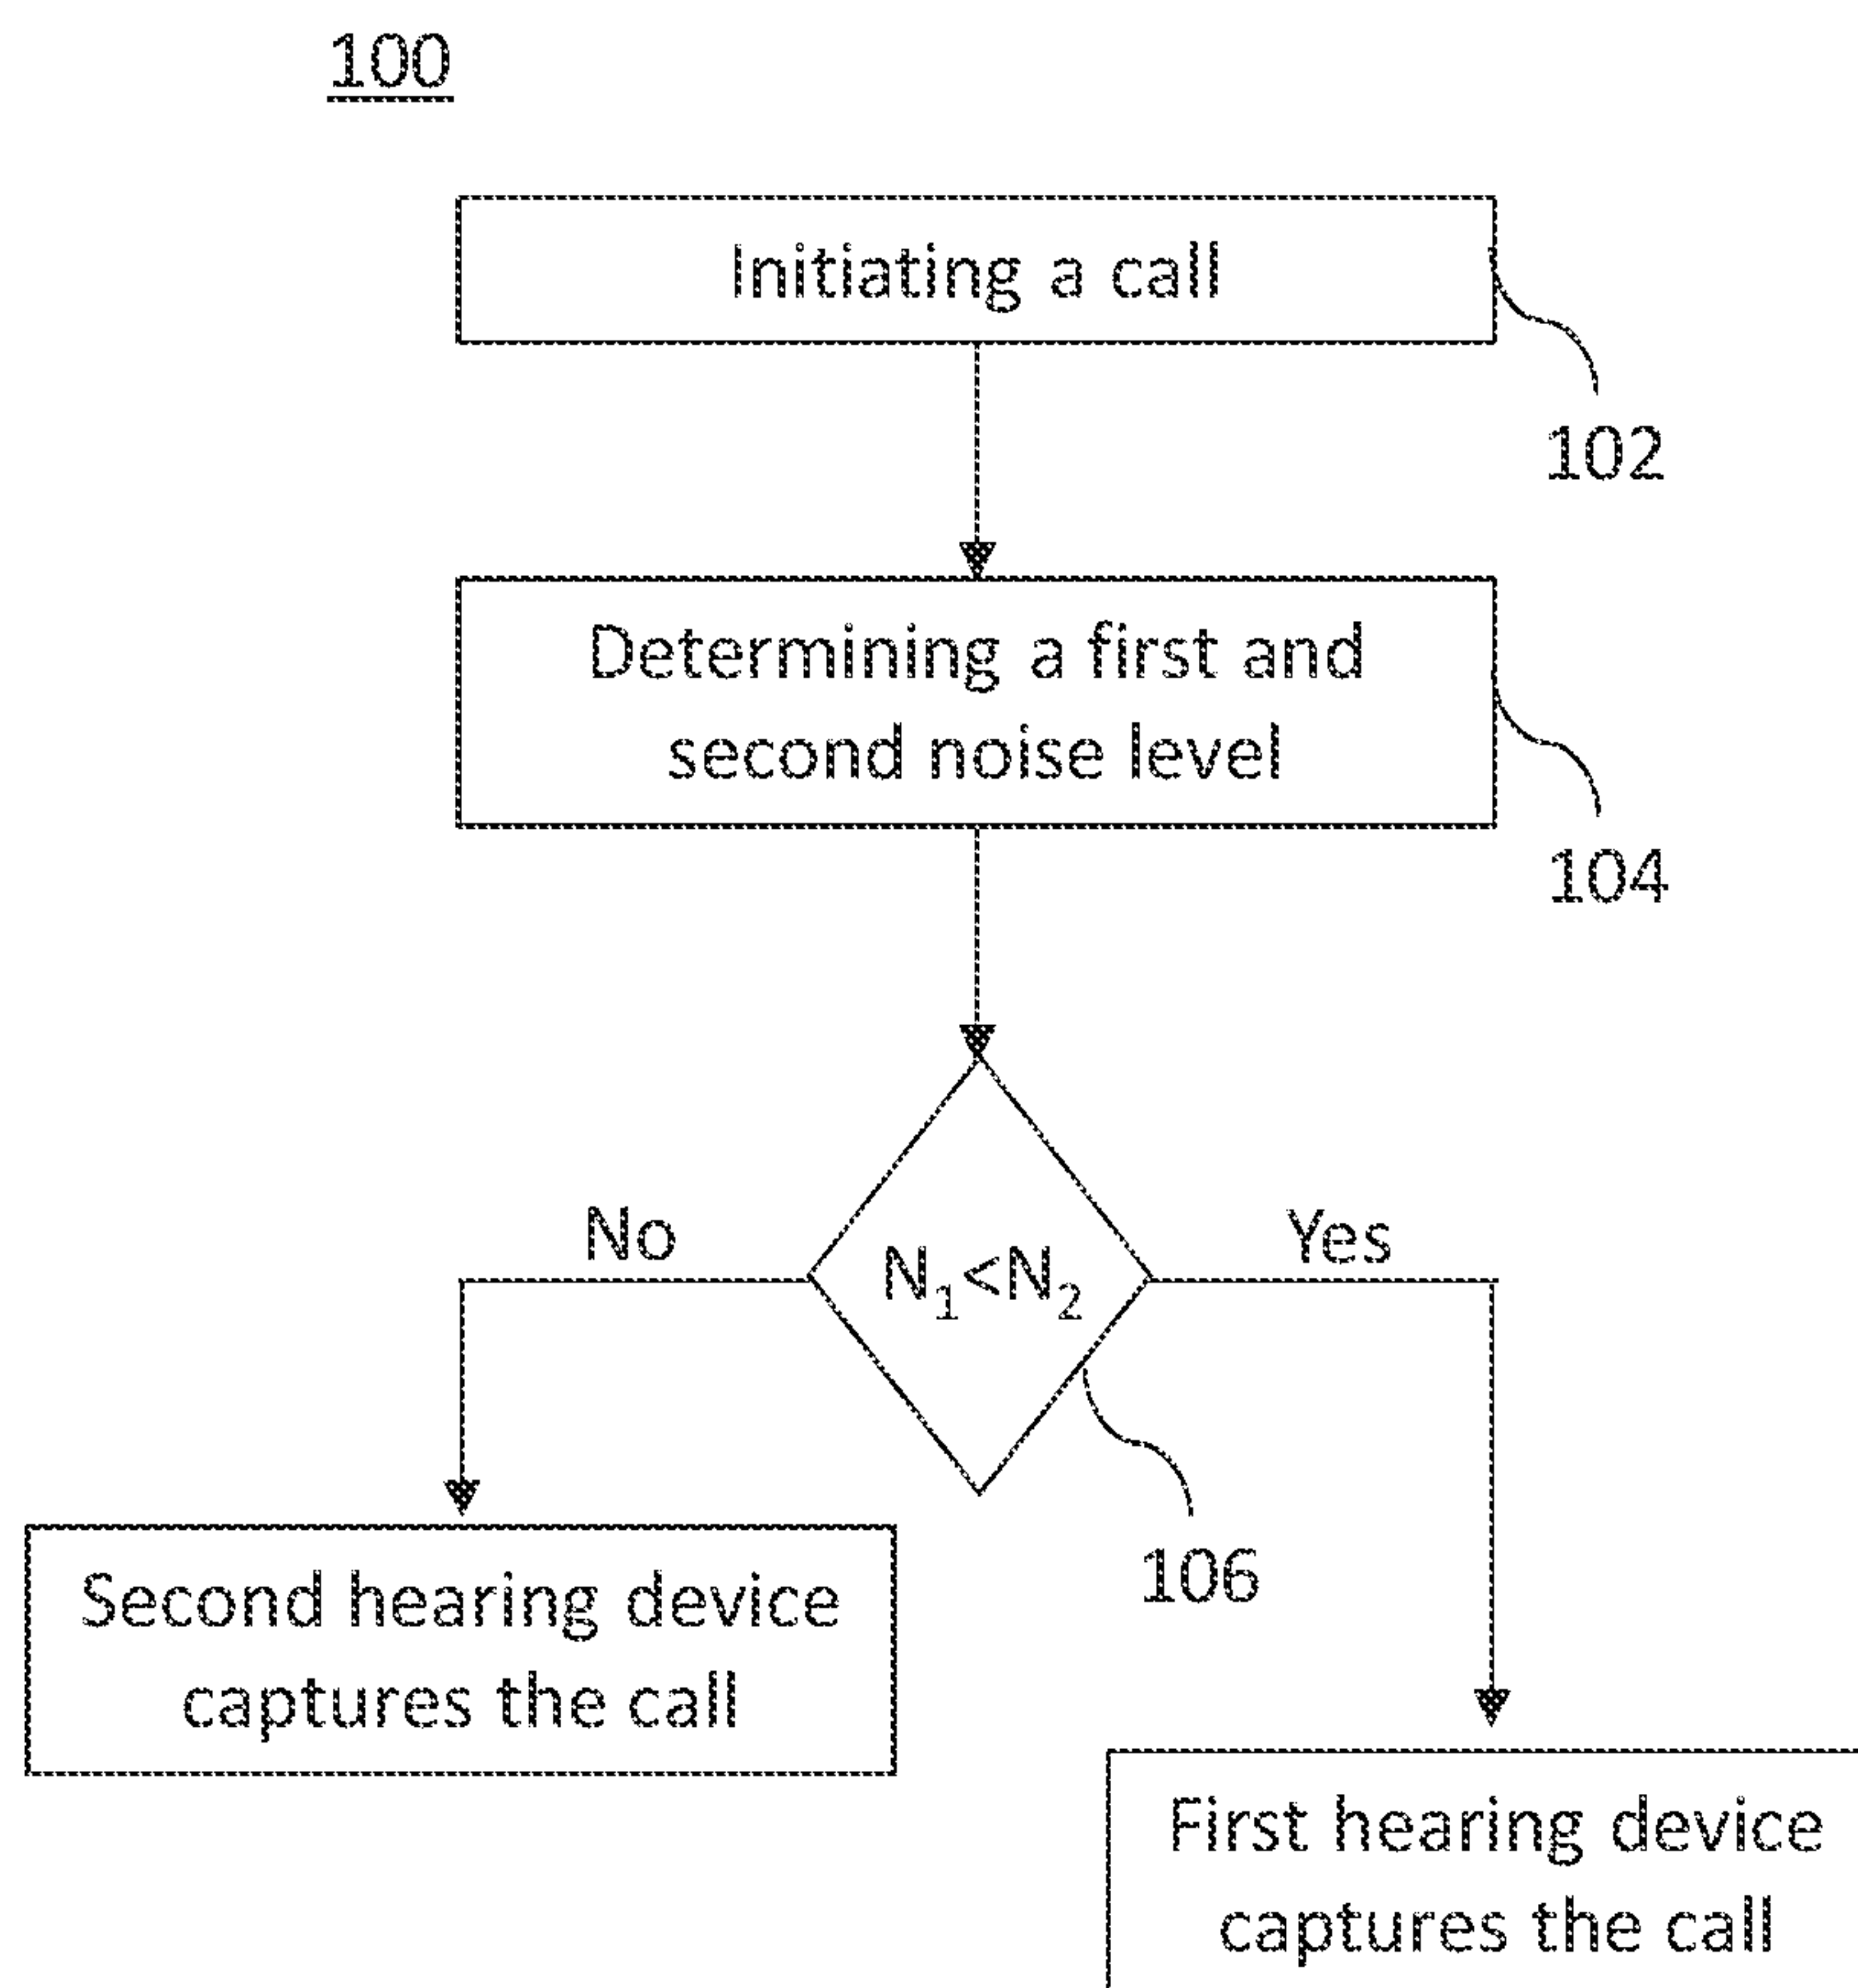 100
Initiating a call
102
Determining a first and
second noise level
104
No
N₁<N₂
Yes
106
Second hearing device
captures the call
First hearing device
captures the call